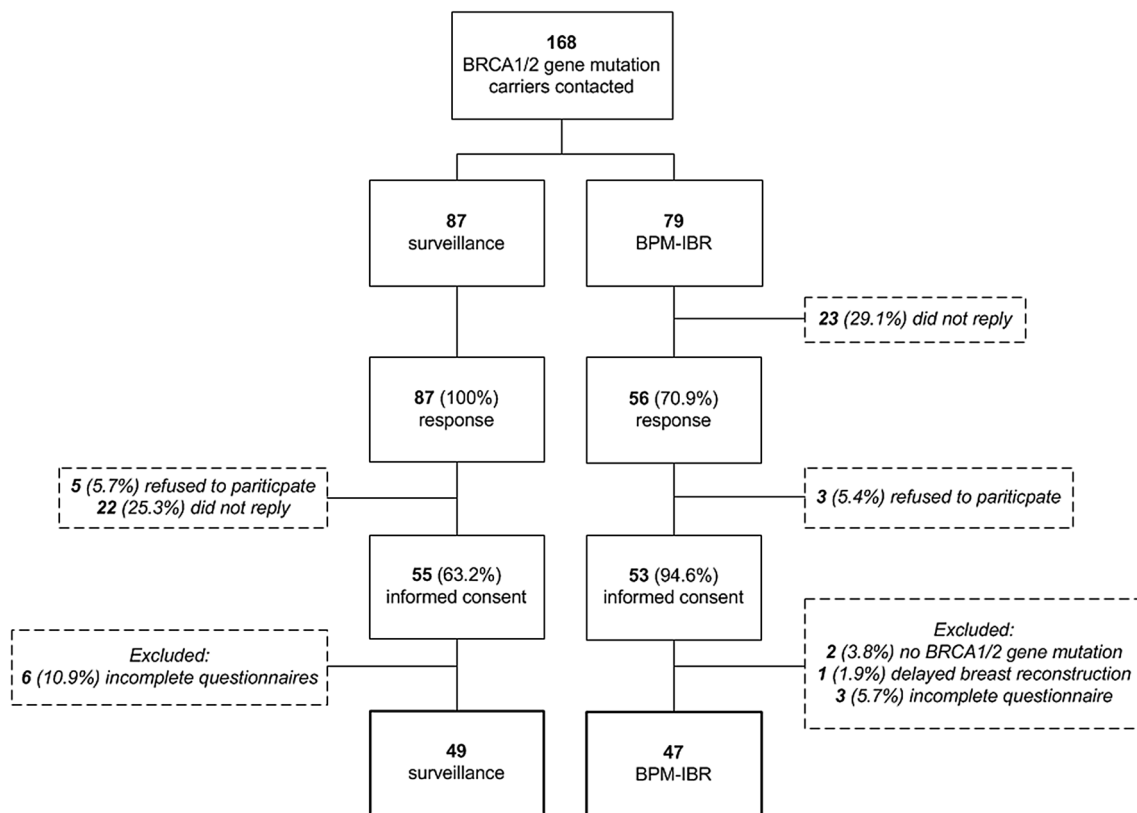 168
BRCA1/2 gene mutation
carriers contacted
87
surveillance
79
BPM-IBR
23 (29.1%) did not reply
87 (100%)
response
56 (70.9%)
response
5 (5.7%) refused to pariticpate
22 (25.3%) did not reply
3 (5.4%) refused to pariticpate
55 (63.2%)
informed consent
53 (94.6%)
informed consent
Excluded:
6 (10.9%) incomplete questionnaires
Excluded:
2 (3.8%) no BRCA1/2 gene mutation
1 (1.9%) delayed breast reconstruction
3 (5.7%) incomplete questionnaire
49
surveillance
47
BPM-IBR